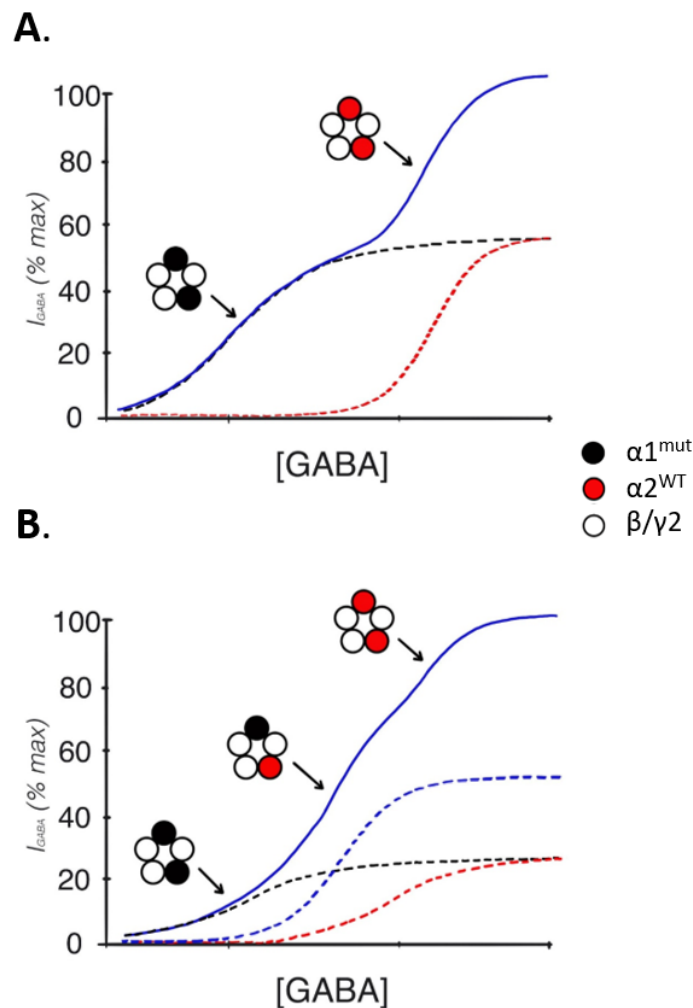 A.
100
80
60
40
20
0
I_GABA (% max)
[GABA]
α1^mut
α2^WT
β/γ2
B.
100
80
60
40
20
0
I_GABA (% max)
[GABA]